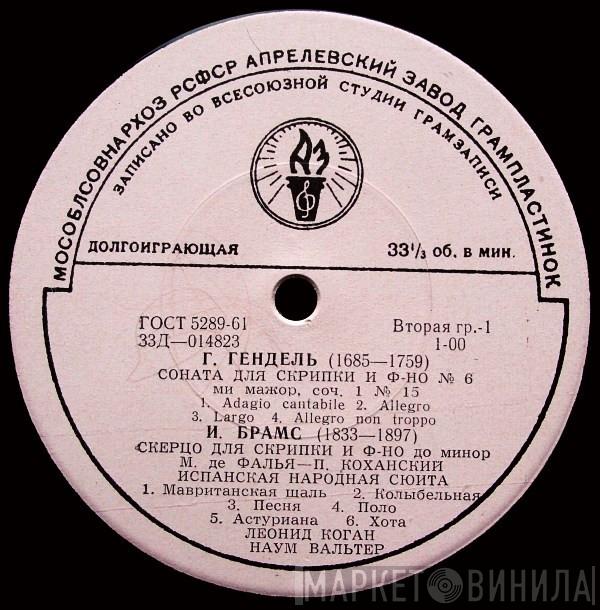 МОСОБЛСОВНАРХОЗ РСФСР АПРЕЛЕВСКИЙ ЗАВОД ГРАМПЛАСТИНОК
ЗАПИСАНО ВО ВСЕСОЮЗНОЙ СТУДИИ ГРАМЗАПИСИ
АЗ
ДОЛГОИГРАЮЩАЯ 33⅓ об. в мин.
ГОСТ 5289-61 Вторая гр.-1
33Д—014823 1-00
Г. ГЕНДЕЛЬ (1685—1759)
СОНАТА ДЛЯ СКРИПКИ И Ф-НО № 6
ми мажор, соч. 1 № 15
1. Adagio cantabile 2. Allegro
3. Largo 4. Allegro non troppo
И. БРАМС (1833—1897)
СКЕРЦО ДЛЯ СКРИПКИ И Ф-НО до минор
М. де ФАЛЬЯ—П. КОХАНСКИЙ
ИСПАНСКАЯ НАРОДНАЯ СЮИТА
1. Мавританская шаль 2. Колыбельная
3. Песня 4. Поло
5. Астуриана 6. Хота
ЛЕОНИД КОГАН
НАУМ ВАЛЬТЕР
МАРКЕТОВИНИЛА